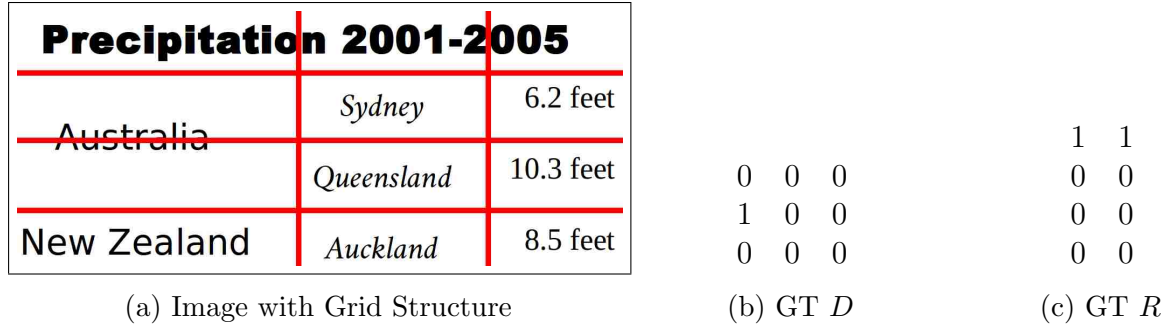 Precipitation 2001-2005
Australia Sydney 6.2 feet
Queensland 10.3 feet
New Zealand Auckland 8.5 feet
(a) Image with Grid Structure
0 0 0
1 0 0
0 0 0
(b) GT D
1 1
0 0
0 0
0 0
(c) GT R